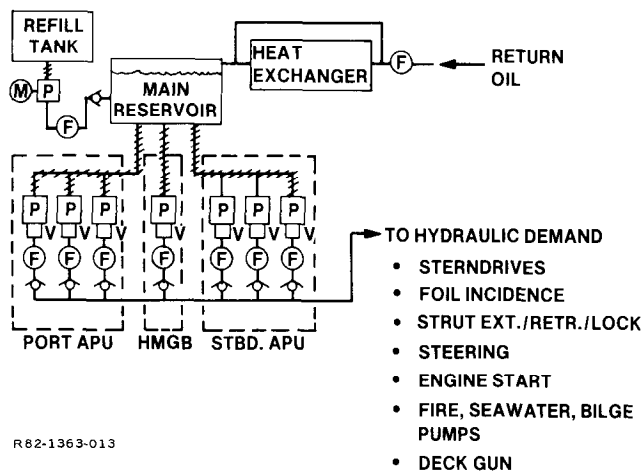 REFILL
TANK
M
P
F
MAIN
RESERVOIR
HEAT
EXCHANGER
F
RETURN
OIL
P P P P P P P
V V V V V V V
F F F F F F F
PORT APU HMGB STBD. APU
TO HYDRAULIC DEMAND
• STERNDRIVES
• FOIL INCIDENCE
• STRUT EXT./RETR./LOCK
• STEERING
• ENGINE START
• FIRE, SEAWATER, BILGE
PUMPS
• DECK GUN
R82-1363-013